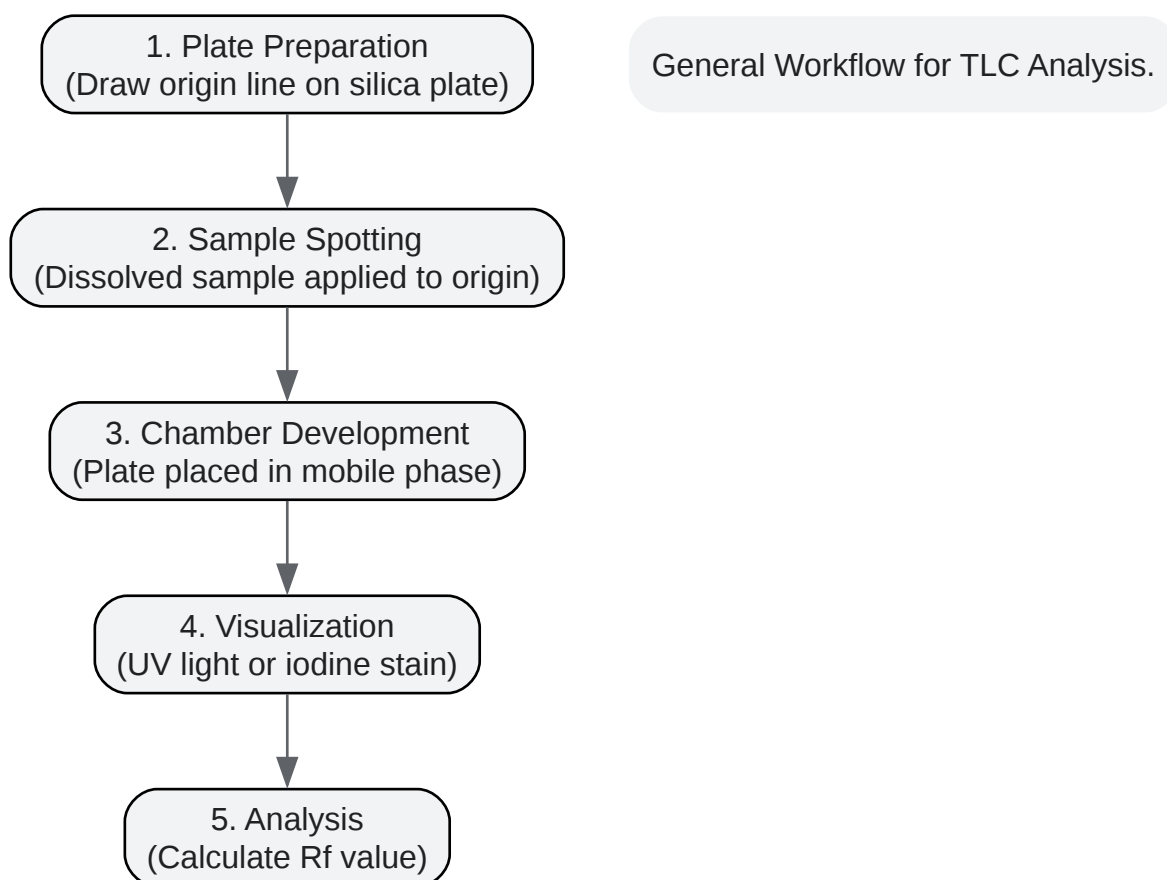 1. Plate Preparation
(Draw origin line on silica plate)
General Workflow for TLC Analysis.
2. Sample Spotting
(Dissolved sample applied to origin)
3. Chamber Development
(Plate placed in mobile phase)
4. Visualization
(UV light or iodine stain)
5. Analysis
(Calculate Rf value)